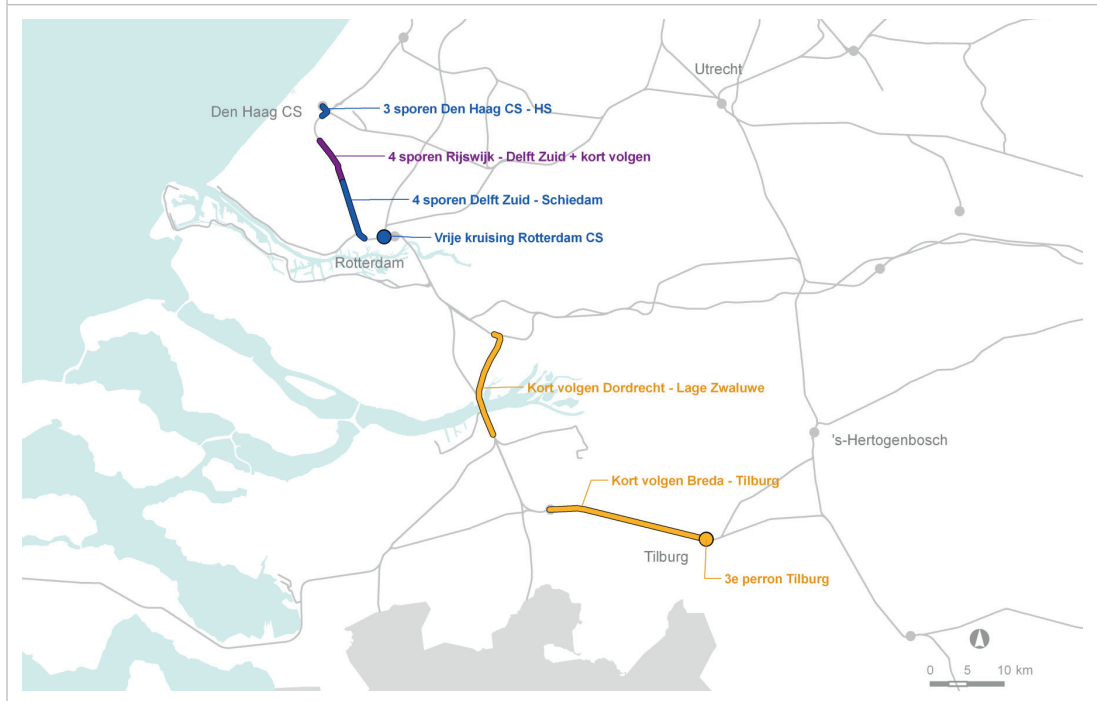 Utrecht
Den Haag CS
3 sporen Den Haag CS - HS
4 sporen Rijswijk - Delft Zuid + kort volgen
4 sporen Delft Zuid - Schiedam
Vrije kruising Rotterdam CS
Rotterdam
Kort volgen Dordrecht - Lage Zwaluwe
's-Hertogenbosch
Kort volgen Breda - Tilburg
Tilburg
3e perron Tilburg
0 5 10 km